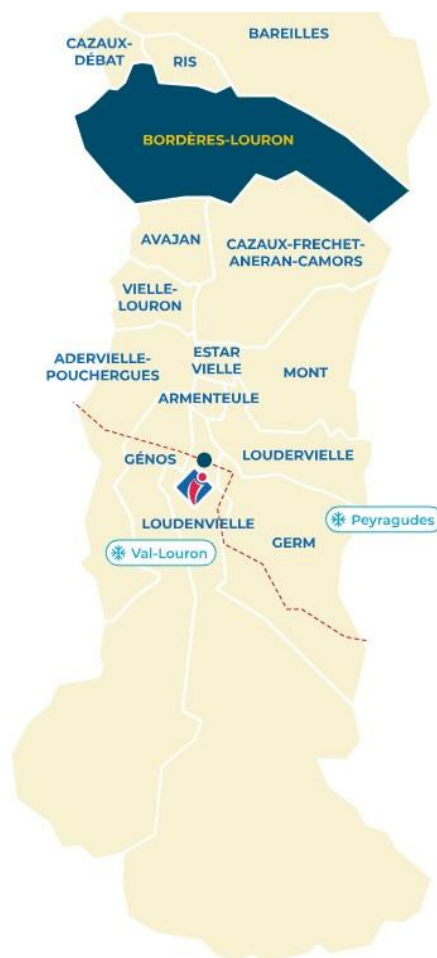 BAREILLES
CAZAUX-
DÉBAT
RIS
BORDÈRES-LOURON
AVAJAN
CAZAUX-FRECHET-
ANERAN-CAMORS
VIELLE-
LOURON
ADERVIELLE-
POUCHERGUES
ESTAR
VIELLE
MONT
ARMENTEULE
GÉNOS
LOUDERVIELLE
LOUDENVIELLE
Peyragudes
GERM
Val-Louron